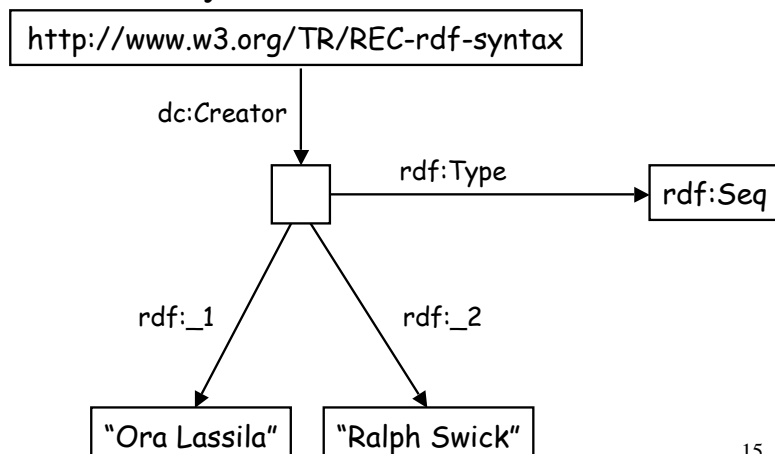 http://www.w3.org/TR/REC-rdf-syntax
dc:Creator
rdf:Type
rdf:Seq
rdf:_1
rdf:_2
"Ora Lassila"
"Ralph Swick"
15